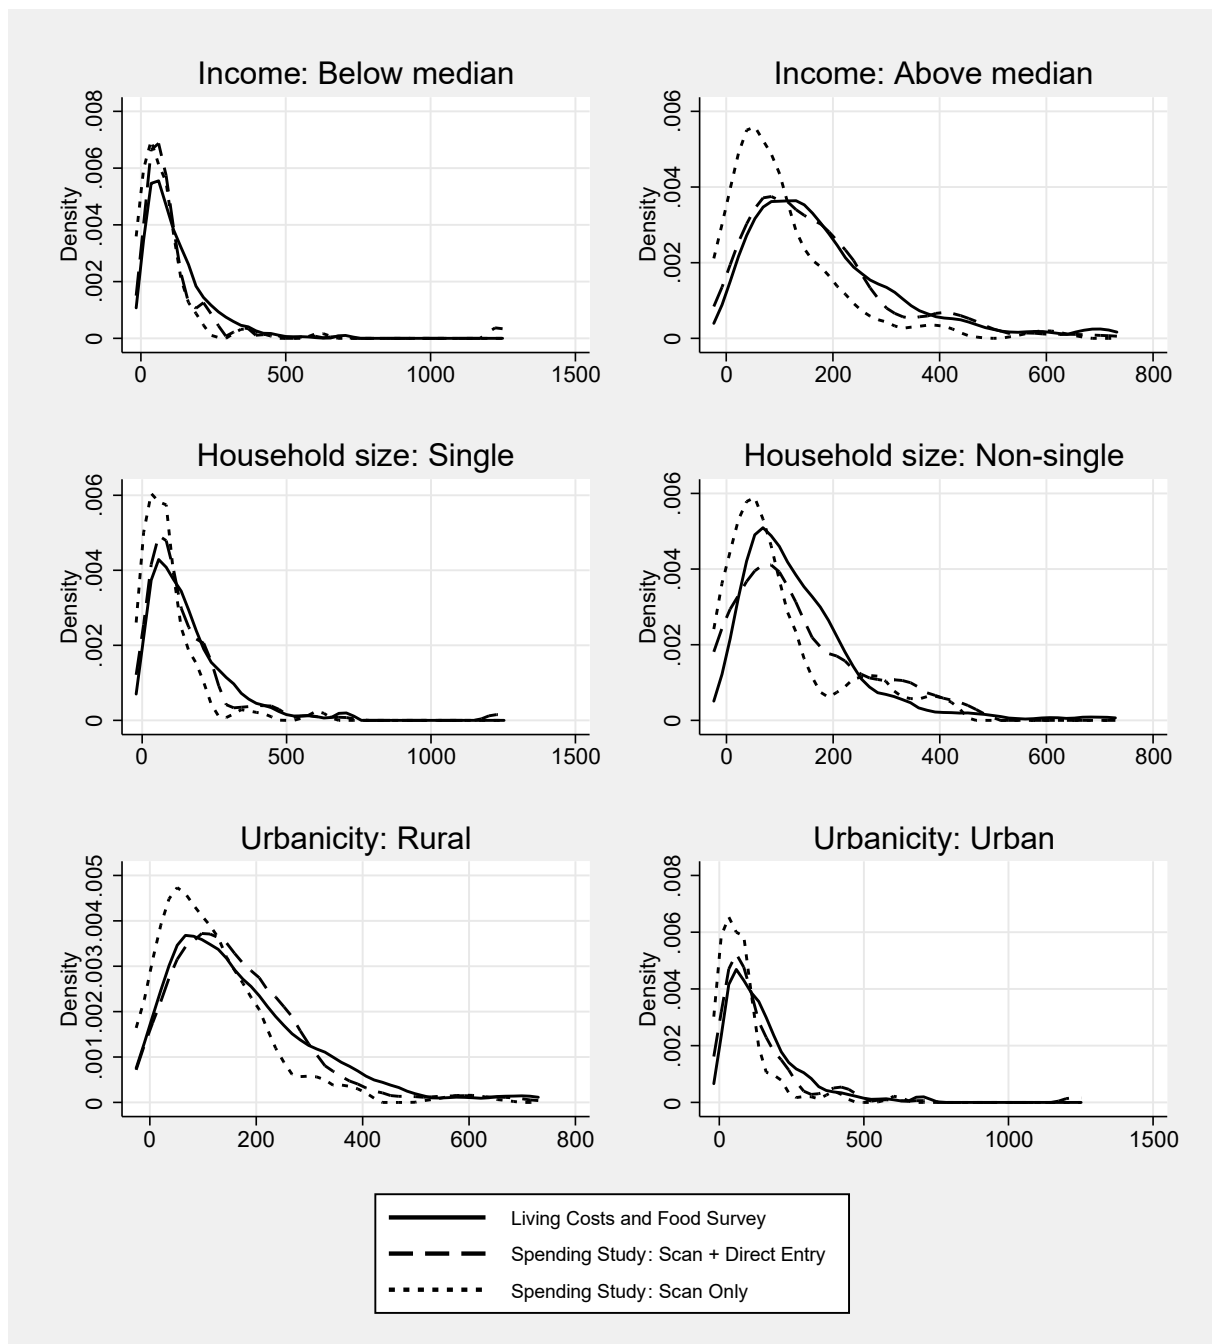 Income: Below median
Density
0 .002 .004 .006 .008
0 500 1000 1500
Income: Above median
Density
0 .002 .004 .006
0 200 400 600 800
Household size: Single
Density
0 .002 .004 .006
0 500 1000 1500
Household size: Non-single
Density
0 .002 .004 .006
0 200 400 600 800
Urbanicity: Rural
Density
0 .001 .002 .003 .004 .005
0 200 400 600 800
Urbanicity: Urban
Density
0 .002 .004 .006 .008
0 500 1000 1500
Living Costs and Food Survey
Spending Study: Scan + Direct Entry
Spending Study: Scan Only